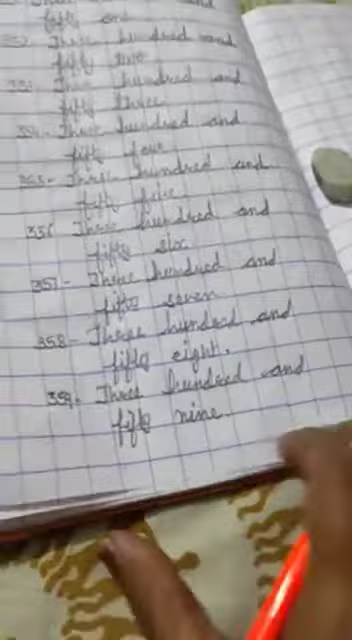 fifty one
352 Three hundred and
fifty two
353 Three hundred and
fifty three
354- Three hundred and
fifty four
355- Three hundred and
fifty five
356 Three hundred and
fifty six
357- Three hundred and
fifty seven
358- Three hundred and
fifty eight.
359- Three hundred and
fifty nine.